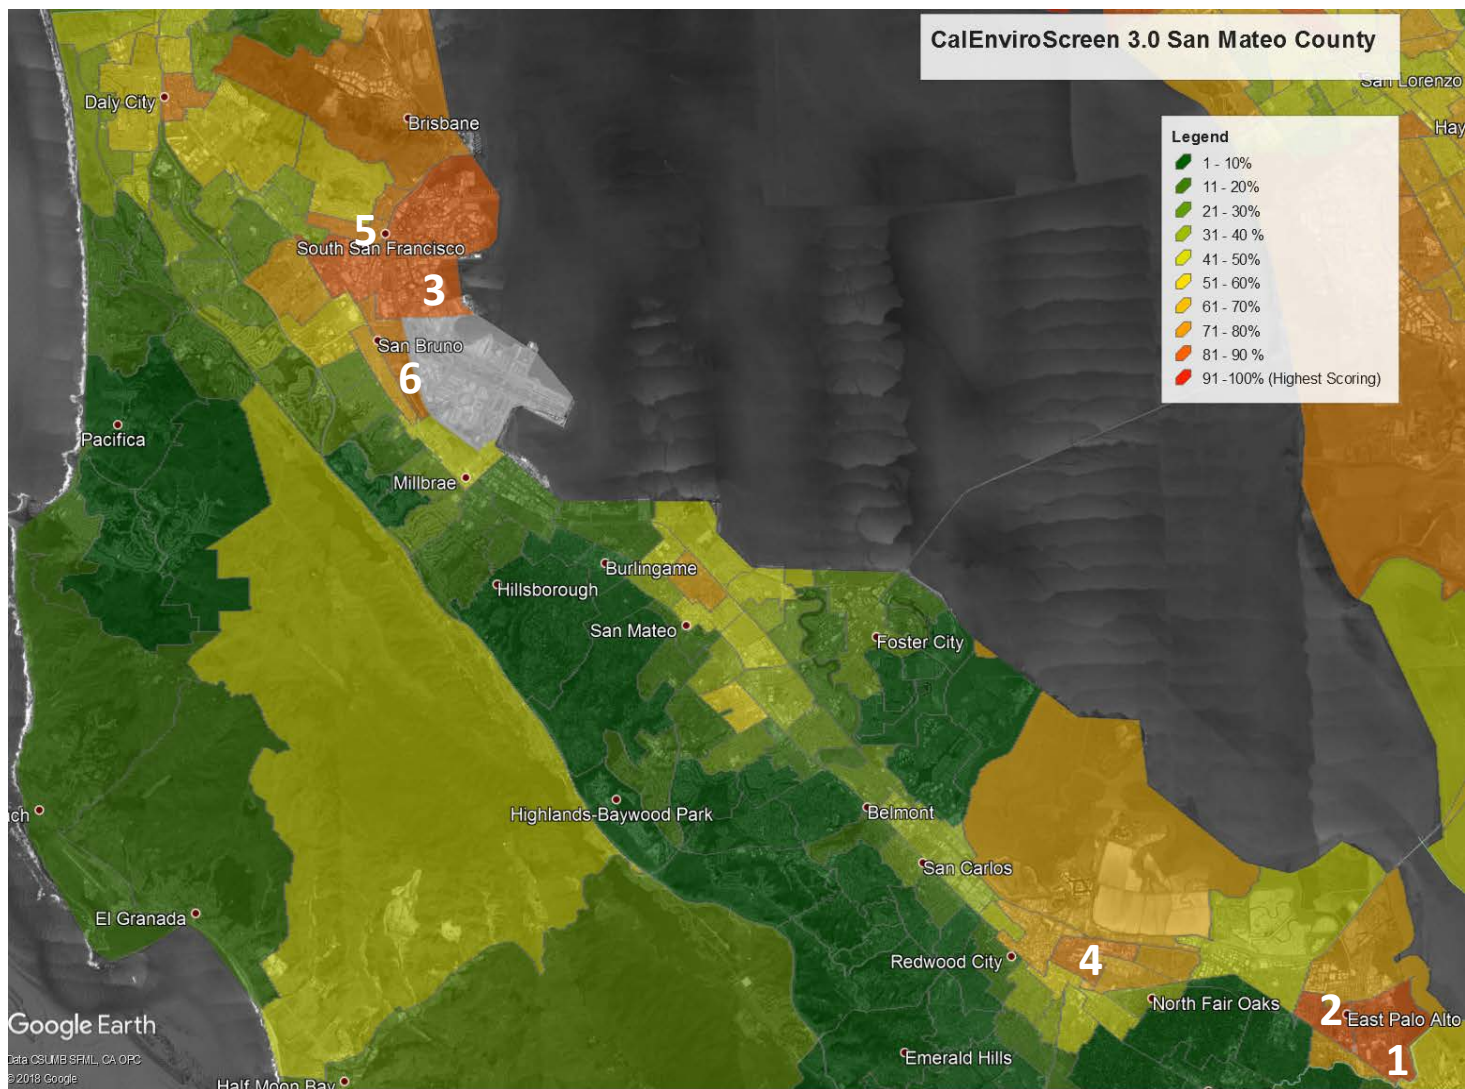 CalEnviroScreen 3.0 San Mateo County
San Lorenzo
Daly City
Brisbane
Hay
Legend
1 - 10%
11 - 20%
21 - 30%
31 - 40 %
41 - 50%
51 - 60%
61 - 70%
71 - 80%
81 - 90 %
91 -100% (Highest Scoring)
5
South San Francisco
3
San Bruno
6
Pacifica
Millbrae
Burlingame
Hillsborough
San Mateo
Foster City
Highlands-Baywood Park
Belmont
nch
San Carlos
El Granada
4
Redwood City
North Fair Oaks
2
East Palo Alto
Google Earth
1
Emerald Hills
Data CSUMB SFML, CA OPC
© 2018 Google
Half Moon Bay